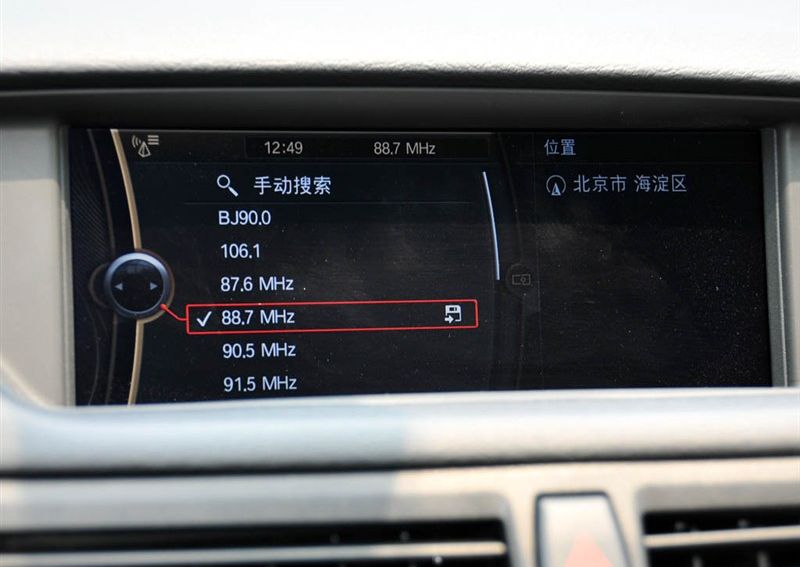 12:49 88.7 MHz
位置
手动搜索
北京市 海淀区
BJ90.0
106.1
87.6 MHz
88.7 MHz
90.5 MHz
91.5 MHz